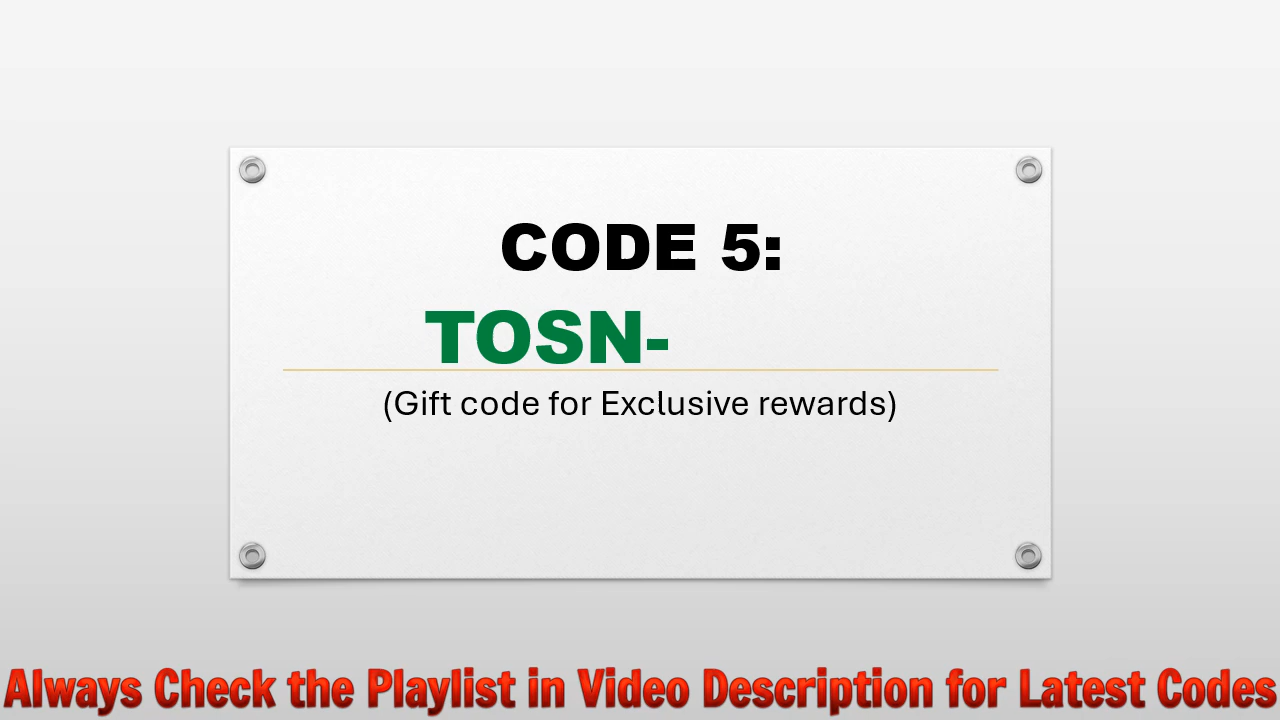 CODE 5:
TOSN-
(Gift code for Exclusive rewards)
Always Check the Playlist in Video Description for Latest Codes